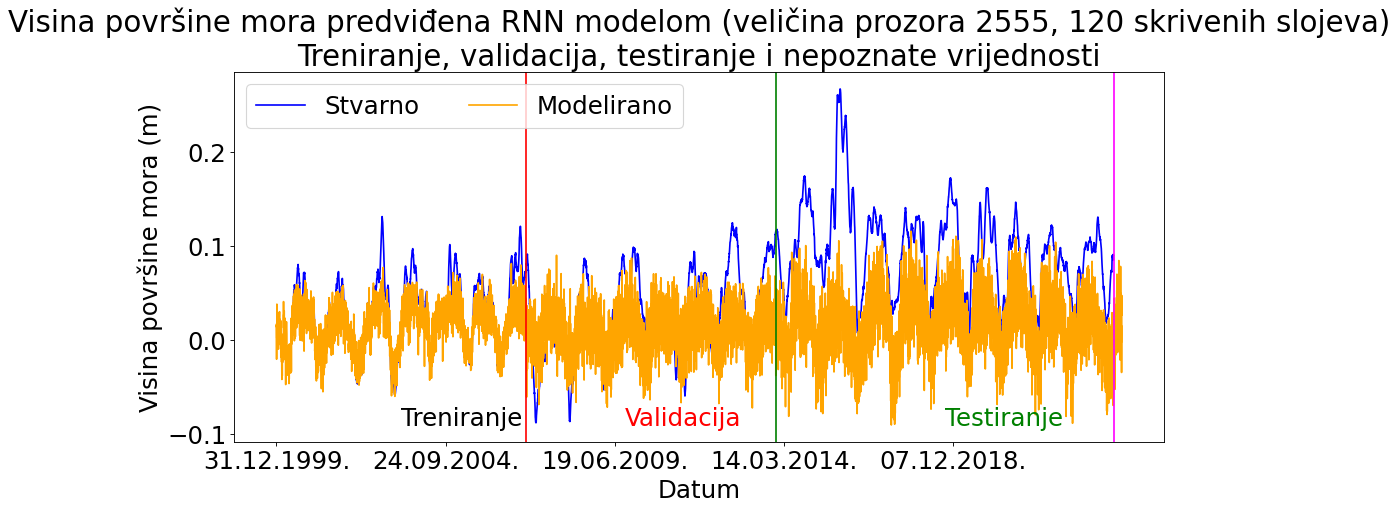 Visina površine mora predviđena RNN modelom (veličina prozora 2555, 120 skrivenih slojeva)
Treniranje, validacija, testiranje i nepoznate vrijednosti
Stvarno
Modelirano
Visina površine mora (m)
0.2
0.1
0.0
−0.1
Treniranje
Validacija
Testiranje
31.12.1999.
24.09.2004.
19.06.2009.
14.03.2014.
07.12.2018.
Datum